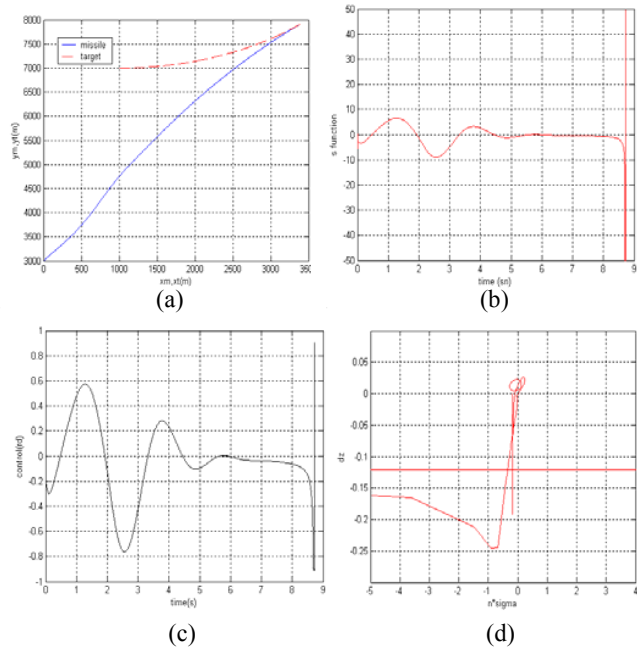 8000
7500
7000
6500
6000
5500
5000
4500
4000
3500
3000
ym,yt(m)
missile
target
0 500 1000 1500 2000 2500 3000 350
xm,xt(m)
(a)
50
40
30
20
10
0
-10
-20
-30
-40
-50
s function
0 1 2 3 4 5 6 7 8 9
time (sn)
(b)
1
0.8
0.6
0.4
0.2
0
-0.2
-0.4
-0.6
-0.8
-1
control(rd)
0 1 2 3 4 5 6 7 8 9
time(s)
(c)
0
-0.05
-0.1
-0.15
-0.2
-0.25
dz
-5 -4 -3 -2 -1 0 1 2 3 4
n*sigma
(d)